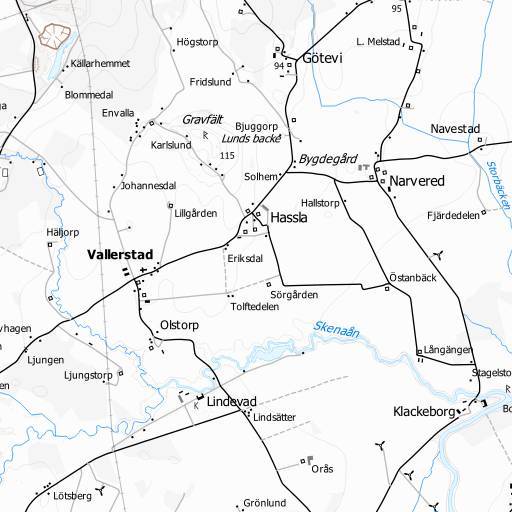 95
L. Melstad
Högstorp
Götevi
Källarhemmet
94
Fridslund
Blommedal
Envalla
Gravfält
Bjuggorp
Lunds backe
Navestad
Karlslund
115
Bygdegård
Solhem
Narvered
Storbäcken
Johannesdal
Hallstorp
Lillgården
Hassla
Fjärdedelen
Häljorp
Vallerstad
Eriksdal
Östanbäck
Sörgården
Tolftedelen
Olstorp
Skenaån
Ljungen
Långängen
Ljungstorp
Stagelsto
Lindevad
Klackeborg
Lindsätter
Orås
Lötsberg
Grönlund